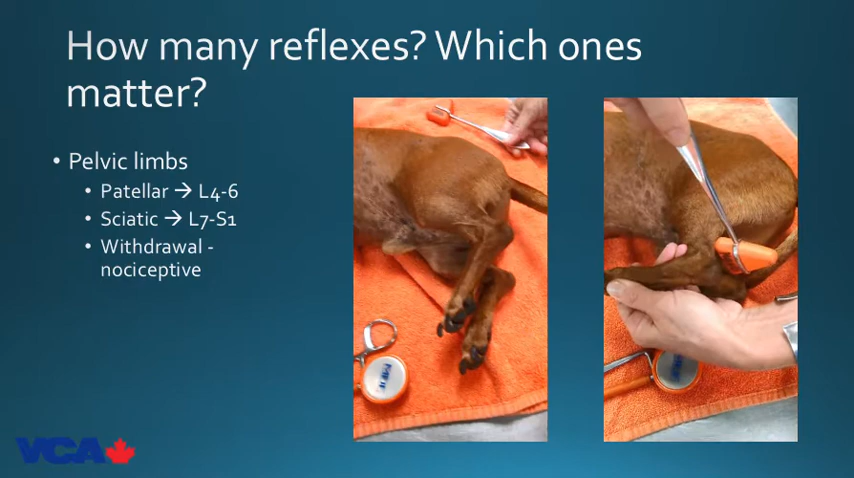 How many reflexes? Which ones
matter?
• Pelvic limbs
• Patellar → L4-6
• Sciatic → L7-S1
• Withdrawal -
nociceptive
VCA